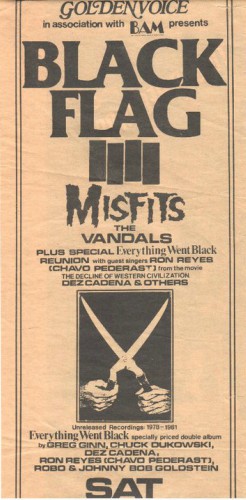 GOLDENVOICE
in association with BAM presents
BLACK
FLAG
MISFITS
THE
VANDALS
PLUS SPECIAL Everything Went Black
REUNION with guest singers RON REYES
(CHAVO PEDERAST) from the movie
THE DECLINE OF WESTERN CIVILIZATION
DEZ CADENA & OTHERS
Unreleased Recordings: 1978-1981
Everything Went Black specially priced double album
by GREG GINN, CHUCK DUKOWSKI,
DEZ CADENA,
RON REYES (CHAVO PEDERAST),
ROBO & JOHNNY BOB GOLDSTEIN
SAT